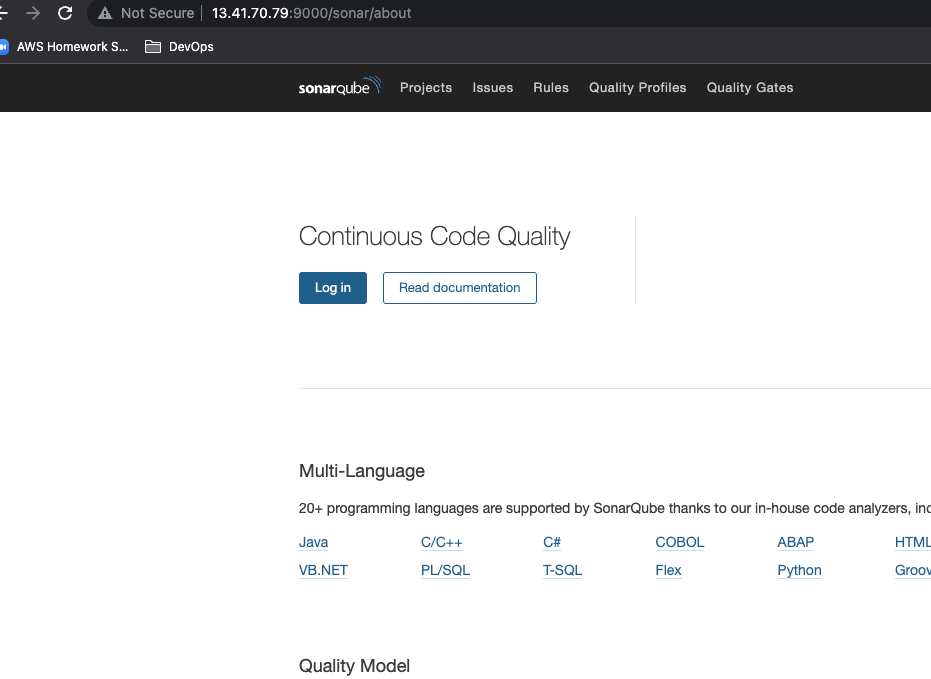 Not Secure 13.41.70.79:9000/sonar/about
AWS Homework S... DevOps
sonarqube Projects Issues Rules Quality Profiles Quality Gates
Continuous Code Quality
Log in Read documentation
Multi-Language
20+ programming languages are supported by SonarQube thanks to our in-house code analyzers,
Java C/C++ C# COBOL ABAP HTML
VB.NET PL/SQL T-SQL Flex Python
Quality Model